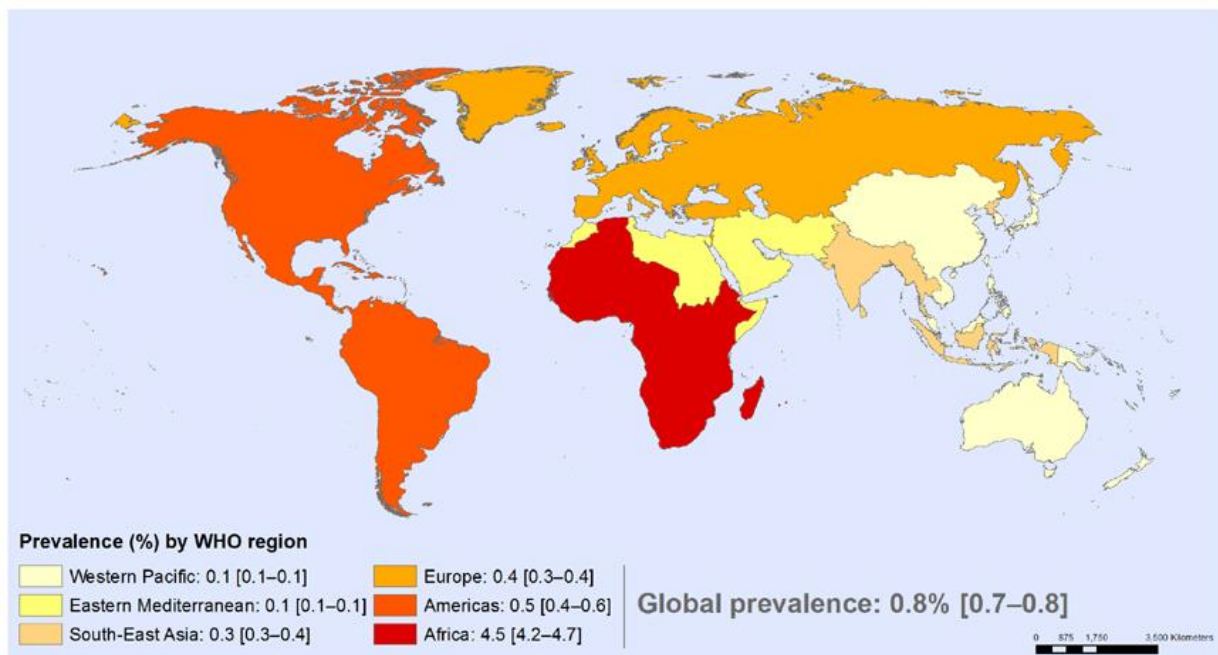 Prevalence (%) by WHO region
Western Pacific: 0.1 [0.1–0.1]
Eastern Mediterranean: 0.1 [0.1–0.1]
South-East Asia: 0.3 [0.3–0.4]
Europe: 0.4 [0.3–0.4]
Americas: 0.5 [0.4–0.6]
Africa: 4.5 [4.2–4.7]
Global prevalence: 0.8% [0.7–0.8]
0 875 1,750 3,500 Kilometers